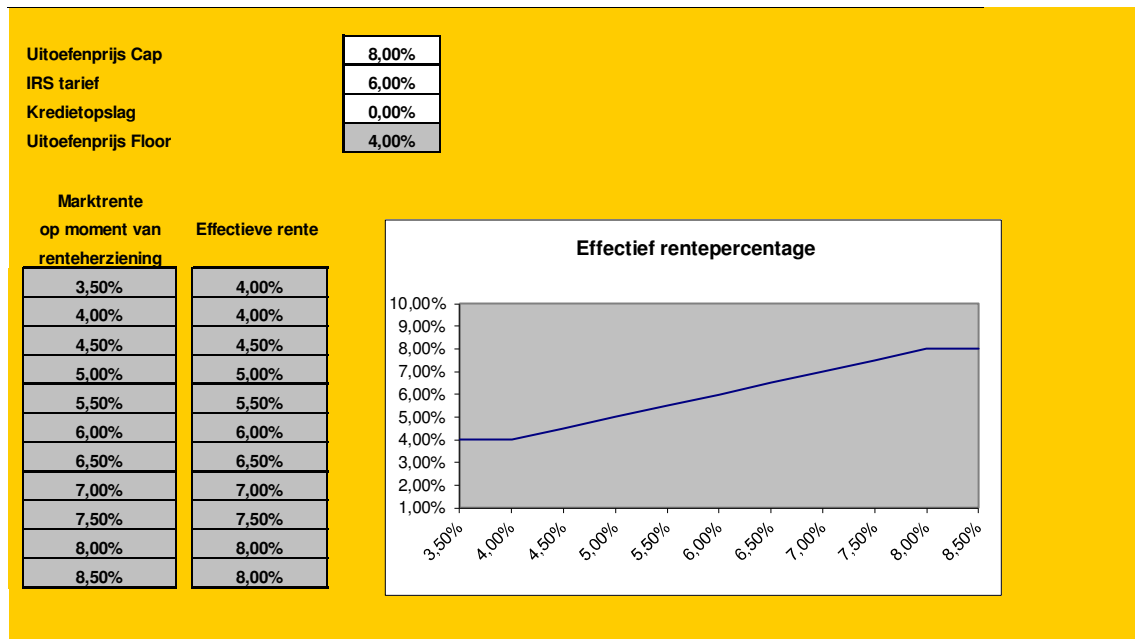 Uitoefenprijs Cap 8,00%
IRS tarief 6,00%
Kredietopslag 0,00%
Uitoefenprijs Floor 4,00%
Marktrente
op moment van Effectieve rente
renteherziening
3,50% 4,00%
4,00% 4,00%
4,50% 4,50%
5,00% 5,00%
5,50% 5,50%
6,00% 6,00%
6,50% 6,50%
7,00% 7,00%
7,50% 7,50%
8,00% 8,00%
8,50% 8,00%
Effectief rentepercentage
10,00%
9,00%
8,00%
7,00%
6,00%
5,00%
4,00%
3,00%
2,00%
1,00%
3,50% 4,00% 4,50% 5,00% 5,50% 6,00% 6,50% 7,00% 7,50% 8,00% 8,50%